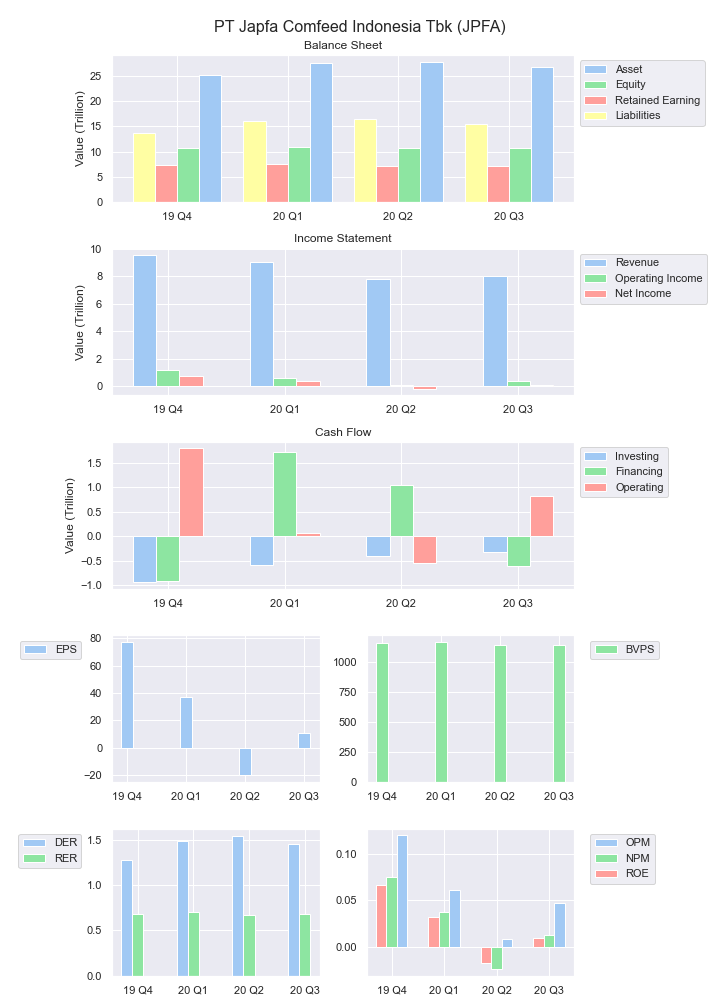 PT Japfa Comfeed Indonesia Tbk (JPFA)
Balance Sheet
Value (Trillion)
25
20
15
10
5
0
19 Q4 20 Q1 20 Q2 20 Q3
Asset
Equity
Retained Earning
Liabilities
Income Statement
Value (Trillion)
10
8
6
4
2
0
19 Q4 20 Q1 20 Q2 20 Q3
Revenue
Operating Income
Net Income
Cash Flow
Value (Trillion)
1.5
1.0
0.5
0.0
−0.5
−1.0
19 Q4 20 Q1 20 Q2 20 Q3
Investing
Financing
Operating
EPS
80
60
40
20
0
−20
19 Q4 20 Q1 20 Q2 20 Q3
1000
750
500
250
0
19 Q4 20 Q1 20 Q2 20 Q3
BVPS
DER
RER
1.5
1.0
0.5
0.0
19 Q4 20 Q1 20 Q2 20 Q3
0.10
0.05
0.00
19 Q4 20 Q1 20 Q2 20 Q3
OPM
NPM
ROE